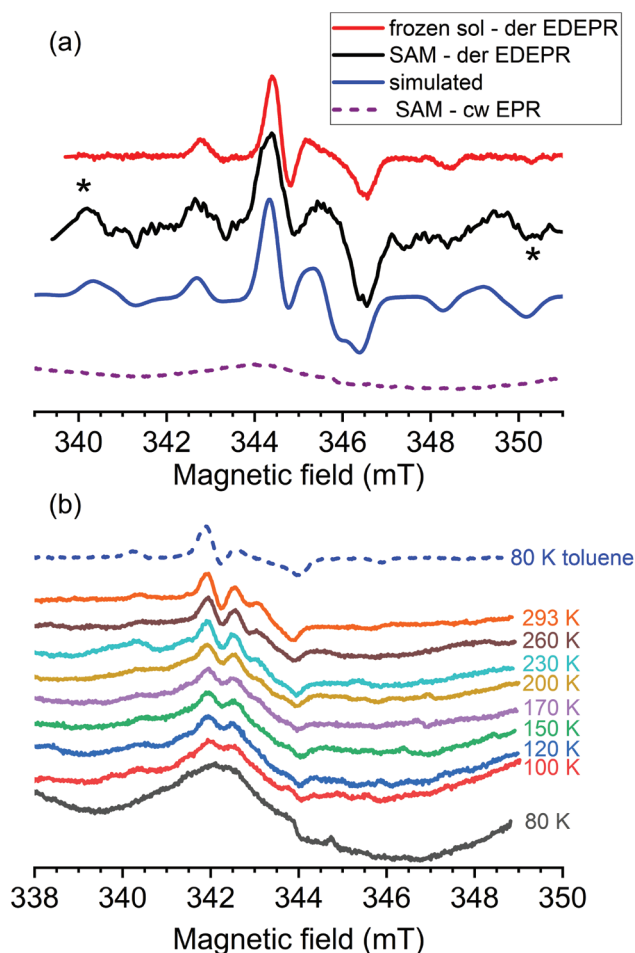 (a)
frozen sol - der EDEPR
SAM - der EDEPR
simulated
SAM - cw EPR
*
*
340 342 344 346 348 350
Magnetic field (mT)
(b)
80 K toluene
293 K
260 K
230 K
200 K
170 K
150 K
120 K
100 K
80 K
338 340 342 344 346 348 350
Magnetic field (mT)